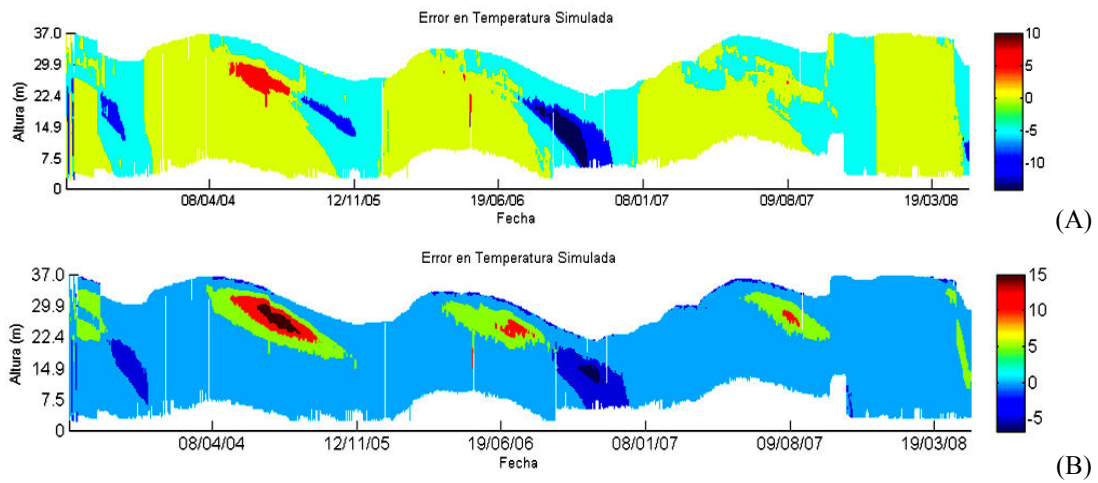 Error en Temperatura Simulada
37.0
29.9
22.4
14.9
7.5
0
Altura (m)
08/04/04 12/11/05 19/06/06 08/01/07 09/08/07 19/03/08
Fecha
10
5
0
-5
-10
(A)
Error en Temperatura Simulada
37.0
29.9
22.4
14.9
7.5
0
Altura (m)
08/04/04 12/11/05 19/06/06 08/01/07 09/08/07 19/03/08
Fecha
15
10
5
0
-5
(B)